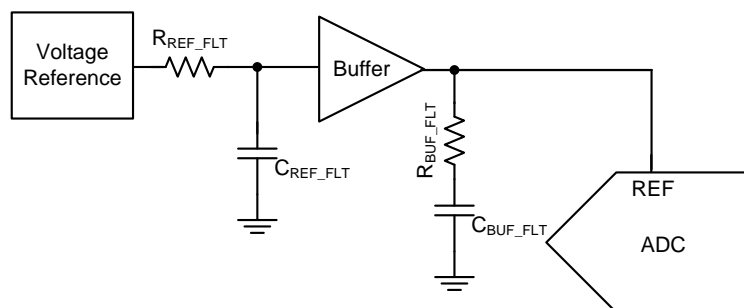 Voltage
Reference
R_REF_FLT
Buffer
C_REF_FLT
R_BUF_FLT
C_BUF_FLT
REF
ADC